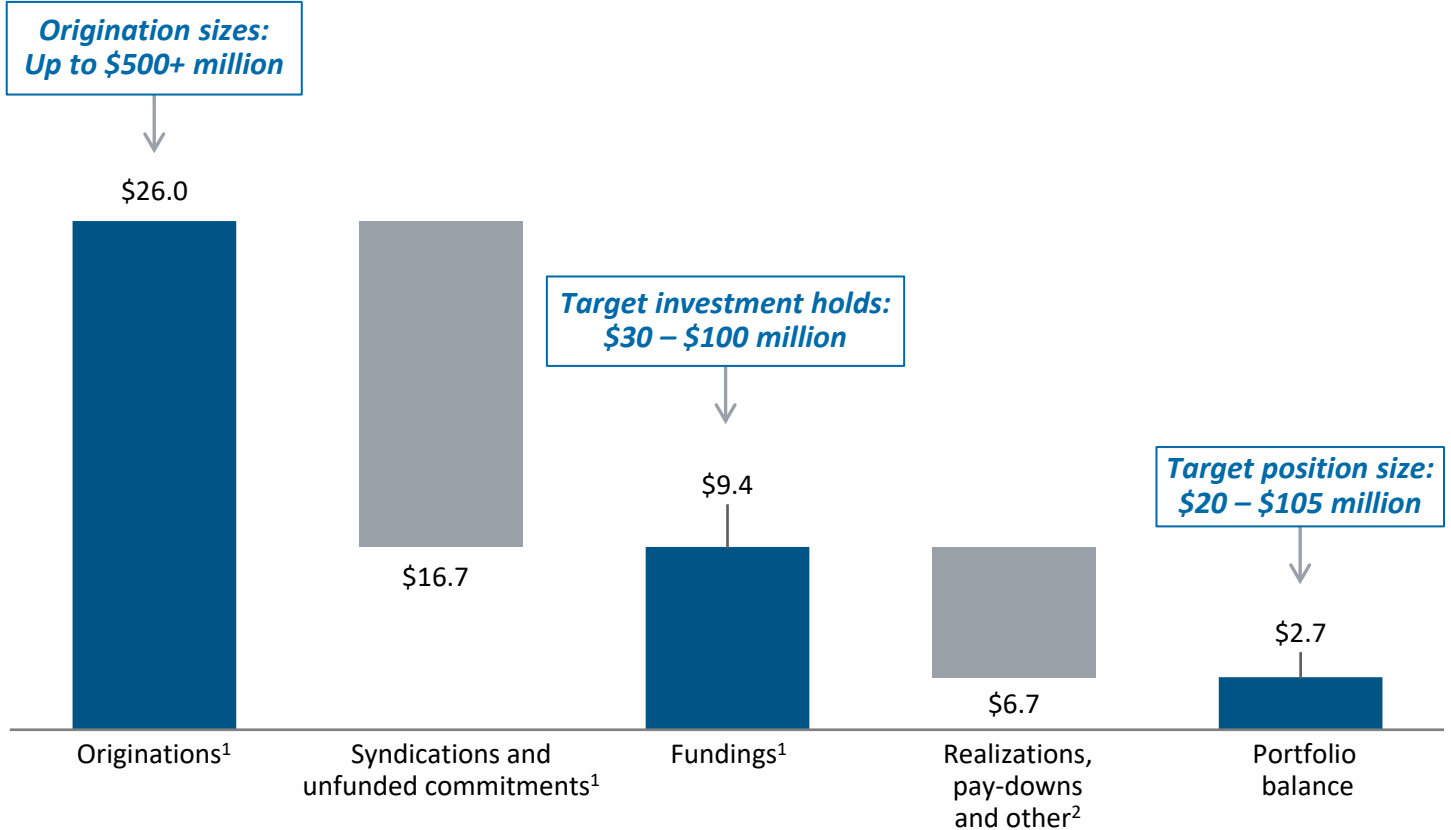 Origination sizes:
Up to $500+ million
$26.0
Target investment holds:
$30 – $100 million
Target position size:
$20 – $105 million
$9.4
$16.7
$2.7
$6.7
Originations¹
Syndications and
unfunded commitments¹
Fundings¹
Realizations,
pay-downs
and other²
Portfolio
balance